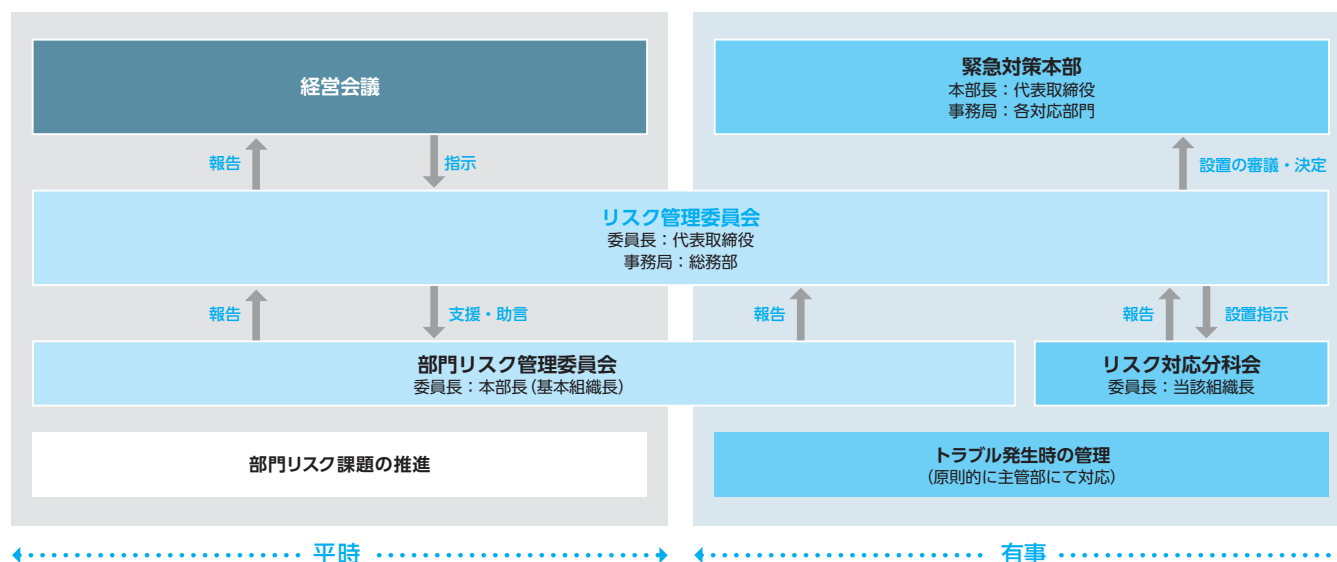 経営会議
緊急対策本部
本部長：代表取締役
事務局：各対応部門
報告
指示
設置の審議・決定
リスク管理委員会
委員長：代表取締役
事務局：総務部
報告
支援・助言
報告
報告
設置指示
部門リスク管理委員会
委員長：本部長（基本組織長）
リスク対応分科会
委員長：当該組織長
部門リスク課題の推進
トラブル発生時の管理
（原則的に主管部にて対応）
平時
有事